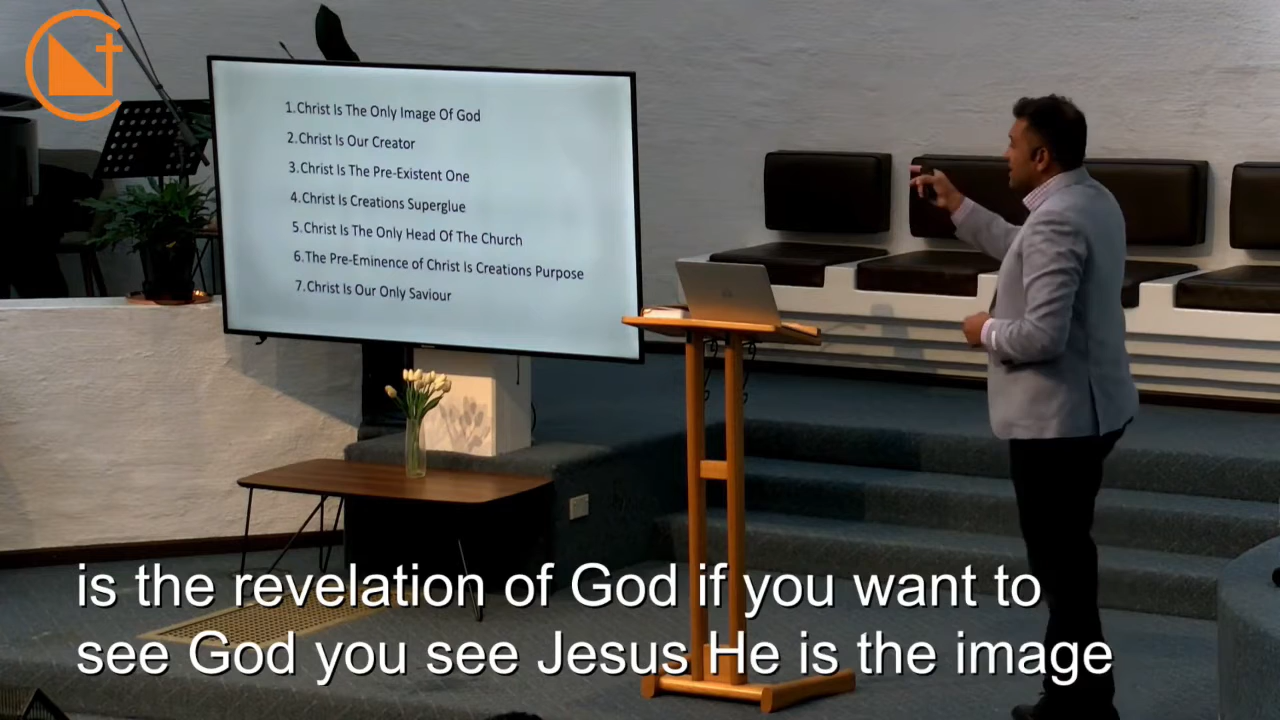 1.Christ Is The Only Image Of God
2.Christ Is Our Creator
3.Christ Is The Pre-Existent One
4.Christ Is Creations Superglue
5.Christ Is The Only Head Of The Church
6.The Pre-Eminence of Christ Is Creations Purpose
7.Christ Is Our Only Saviour
is the revelation of God if you want to
see God you see Jesus He is the image